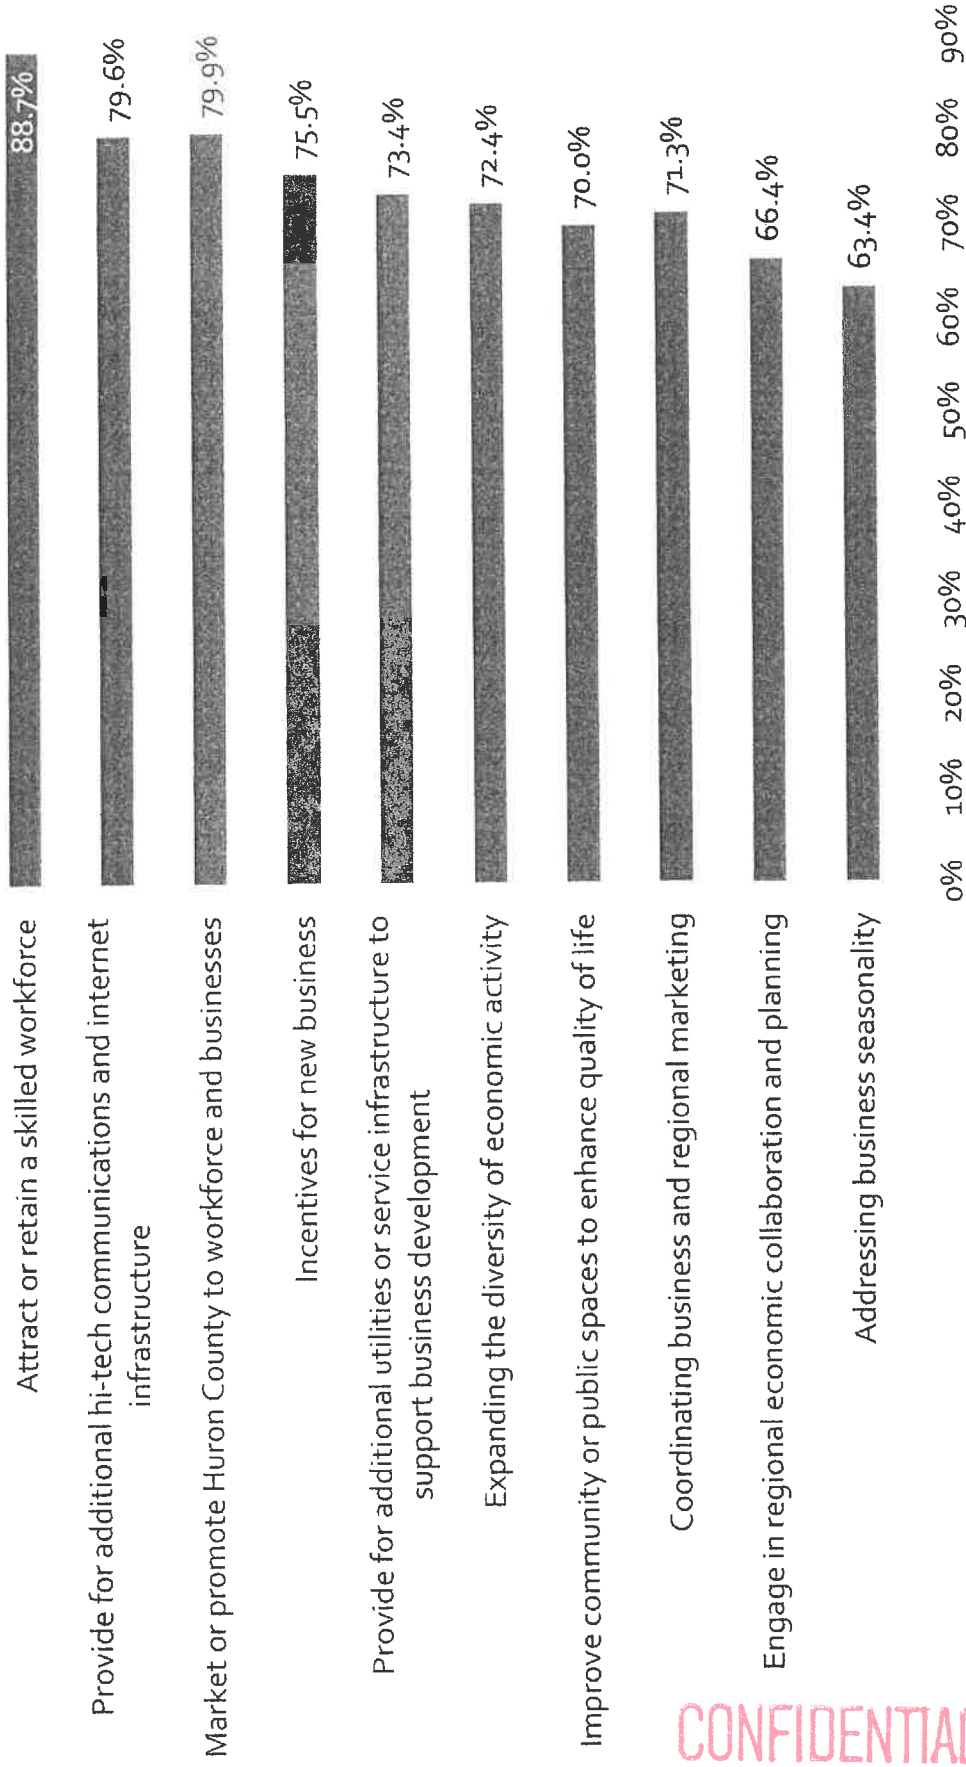 Attract or retain a skilled workforce
88.7%
Provide for additional hi-tech communications and internet
infrastructure
79.6%
Market or promote Huron County to workforce and businesses
79.9%
Incentives for new business
75.5%
Provide for additional utilities or service infrastructure to
support business development
73.4%
Expanding the diversity of economic activity
72.4%
Improve community or public spaces to enhance quality of life
70.0%
Coordinating business and regional marketing
71.3%
Engage in regional economic collaboration and planning
66.4%
Addressing business seasonality
63.4%
0% 10% 20% 30% 40% 50% 60% 70% 80% 90%
CONFIDENTIAL